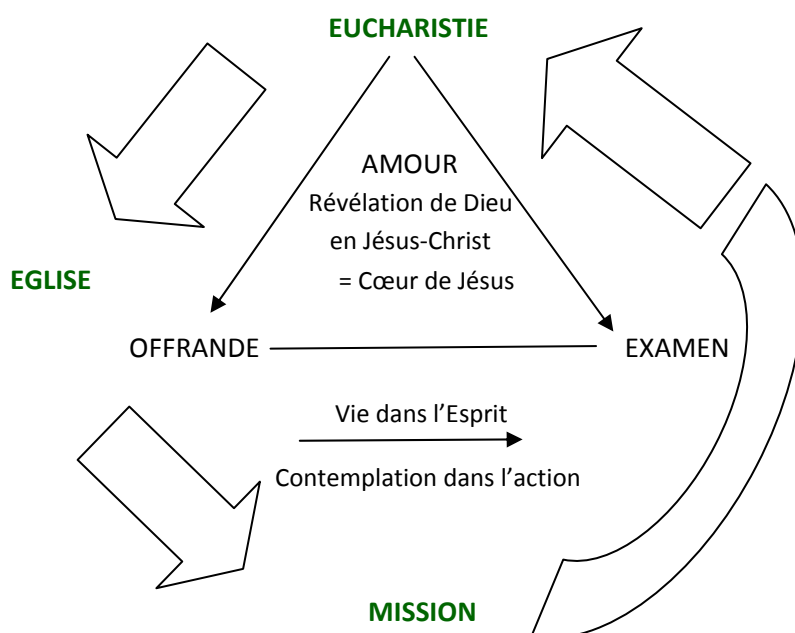 EUCHARISTIE
AMOUR
Révélation de Dieu
en Jésus-Christ
= Cœur de Jésus
EGLISE
OFFRANDE
EXAMEN
Vie dans l’Esprit
Contemplation dans l’action
MISSION